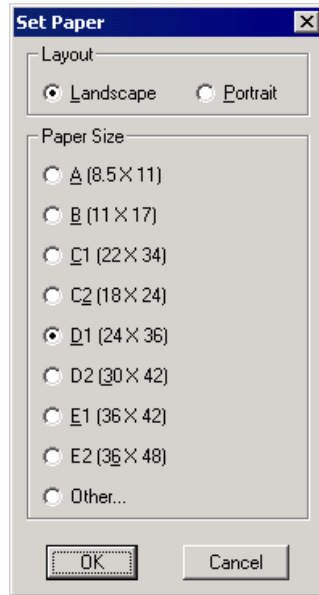 Set Paper
Layout
Landscape Portrait
Paper Size
A (8.5 X 11)
B (11 X 17)
C1 (22 X 34)
C2 (18 X 24)
D1 (24 X 36)
D2 (30 X 42)
E1 (36 X 42)
E2 (36 X 48)
Other...
OK Cancel